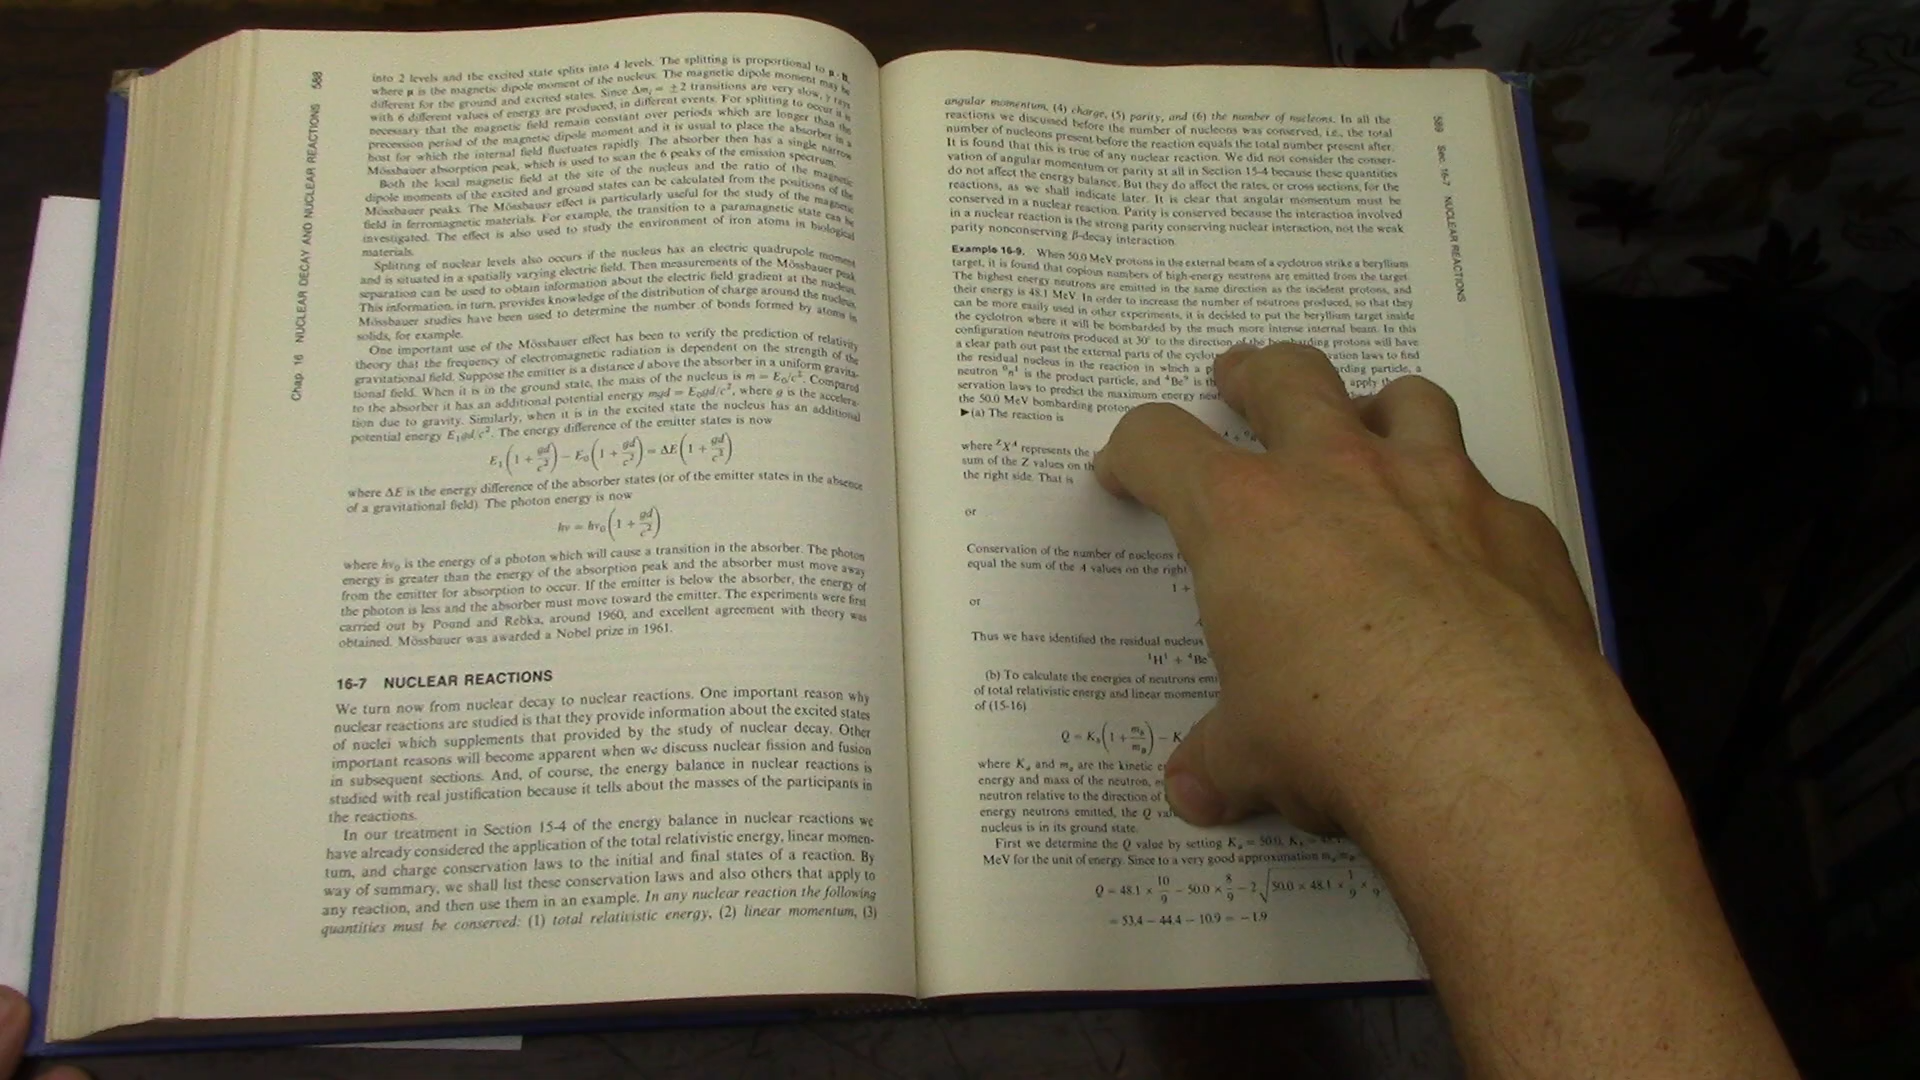 Chap. 16 NUCLEAR DECAY AND NUCLEAR REACTIONS 588
into 2 levels and the excited state splits into 4 levels. The splitting is proportional to μ · B,
where μ is the magnetic dipole moment of the nucleus. The magnetic dipole moment may be
different for the ground and excited states. Since Δmⱼ = ±2 transitions are very slow, γ rays
with 6 different values of energy are produced, in different events. For splitting to occur it is
necessary that the magnetic field remain constant over periods which are longer than the
precession period of the magnetic dipole moment and it is usual to place the absorber in a
host for which the internal field fluctuates rapidly. The absorber then has a single narrow
Mössbauer absorption peak, which is used to scan the 6 peaks of the emission spectrum.
Both the local magnetic field at the site of the nucleus and the ratio of the magnetic
dipole moments of the excited and ground states can be calculated from the positions of the
Mössbauer peaks. The Mössbauer effect is particularly useful for the study of the magnetic
field in ferromagnetic materials. For example, the transition to a paramagnetic state can be
investigated. The effect is also used to study the environment of iron atoms in biological
materials.
Splitting of nuclear levels also occurs if the nucleus has an electric quadrupole moment
and is situated in a spatially varying electric field. Then measurements of the Mössbauer peak
separation can be used to obtain information about the electric field gradient at the nucleus.
This information, in turn, provides knowledge of the distribution of charge around the nucleus.
Mössbauer studies have been used to determine the number of bonds formed by atoms in
solids, for example.
One important use of the Mössbauer effect has been to verify the prediction of relativity
theory that the frequency of electromagnetic radiation is dependent on the strength of the
gravitational field. Suppose the emitter is a distance d above the absorber in a uniform gravita-
tional field. When it is in the ground state, the mass of the nucleus is m = E₀/c². Compared
to the absorber it has an additional potential energy mgd = E₀gd/c², where g is the accelera-
tion due to gravity. Similarly, when it is in the excited state the nucleus has an additional
potential energy E₁gd/c². The energy difference of the emitter states is now
E₁(1 + gd/c²) − E₀(1 + gd/c²) = ΔE(1 + gd/c²)
where ΔE is the energy difference of the absorber states (or of the emitter states in the absence
of a gravitational field). The photon energy is now
hν = hν₀(1 + gd/c²)
where hν₀ is the energy of a photon which will cause a transition in the absorber. The photon
energy is greater than the energy of the absorption peak and the absorber must move away
from the emitter for absorption to occur. If the emitter is below the absorber, the energy of
the photon is less and the absorber must move toward the emitter. The experiments were first
carried out by Pound and Rebka, around 1960, and excellent agreement with theory was
obtained. Mössbauer was awarded a Nobel prize in 1961.
16-7 NUCLEAR REACTIONS
We turn now from nuclear decay to nuclear reactions. One important reason why
nuclear reactions are studied is that they provide information about the excited states
of nuclei which supplements that provided by the study of nuclear decay. Other
important reasons will become apparent when we discuss nuclear fission and fusion
in subsequent sections. And, of course, the energy balance in nuclear reactions is
studied with real justification because it tells about the masses of the participants in
the reactions.
In our treatment in Section 15-4 of the energy balance in nuclear reactions we
have already considered the application of the total relativistic energy, linear momen-
tum, and charge conservation laws to the initial and final states of a reaction. By
way of summary, we shall list these conservation laws and also others that apply to
any reaction, and then use them in an example. In any nuclear reaction the following
quantities must be conserved: (1) total relativistic energy, (2) linear momentum, (3)
589 Sec. 16-7 NUCLEAR REACTIONS
angular momentum, (4) charge, (5) parity, and (6) the number of nucleons. In all the
reactions we discussed before the number of nucleons was conserved, i.e., the total
number of nucleons present before the reaction equals the total number present after.
It is found that this is true of any nuclear reaction. We did not consider the conser-
vation of angular momentum or parity at all in Section 15-4 because these quantities
do not affect the energy balance. But they do affect the rates, or cross sections, for the
reactions, as we shall indicate later. It is clear that angular momentum must be
conserved in a nuclear reaction. Parity is conserved because the interaction involved
in a nuclear reaction is the strong parity conserving nuclear interaction, not the weak
parity nonconserving β-decay interaction.
Example 16-9. When 50.0 MeV protons in the external beam of a cyclotron strike a beryllium
target, it is found that copious numbers of high-energy neutrons are emitted from the target.
The highest energy neutrons are emitted in the same direction as the incident protons, and
their energy is 48.1 MeV. In order to increase the number of neutrons produced, so that they
can be more easily used in other experiments, it is decided to put the beryllium target inside
the cyclotron where it will be bombarded by the much more intense internal beam. In this
configuration neutrons produced at 30° to the direction of the bombarding protons will have
a clear path out past the external parts of the cyclot vation laws to find
the residual nucleus in the reaction in which a p rding particle, a
neutron ⁰n¹ is the product particle, and ⁴Be⁹ is th apply th
servation laws to predict the maximum energy neut
the 50.0 MeV bombarding proton
▶(a) The reaction is
where ᶻXᴬ represents the
sum of the Z values on th
the right side. That is
or
Conservation of the number of nucleons
equal the sum of the A values on the right
1 +
or
Thus we have identified the residual nucleus
¹H¹ + ⁴Be
(b) To calculate the energies of neutrons emi
of total relativistic energy and linear momentum
of (15-16)
Q = K_b(1 + m_b/m_B) − K
where Kₐ and mₐ are the kinetic e
energy and mass of the neutron,
neutron relative to the direction of
energy neutrons emitted, the Q val
nucleus is in its ground state.
First we determine the Q value by setting Kₐ = 50.0,
MeV for the unit of energy. Since to a very good approximation
Q = 48.1 × 10/9 − 50.0 × 8/9 − 2√50.0 × 48.1 × 1/9 ×
= 53.4 − 44.4 − 10.9 = −1.9